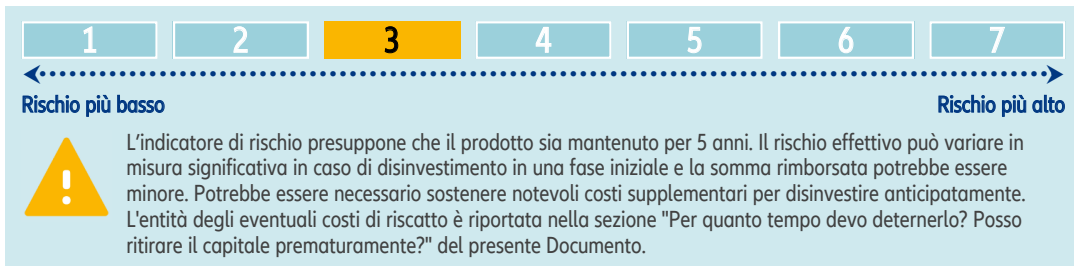 1 2 3 4 5 6 7
Rischio più basso Rischio più alto
L'indicatore di rischio presuppone che il prodotto sia mantenuto per 5 anni. Il rischio effettivo può variare in
misura significativa in caso di disinvestimento in una fase iniziale e la somma rimborsata potrebbe essere
minore. Potrebbe essere necessario sostenere notevoli costi supplementari per disinvestire anticipatamente.
L'entità degli eventuali costi di riscatto è riportata nella sezione "Per quanto tempo devo deternerlo? Posso
ritirare il capitale prematuramente?" del presente Documento.